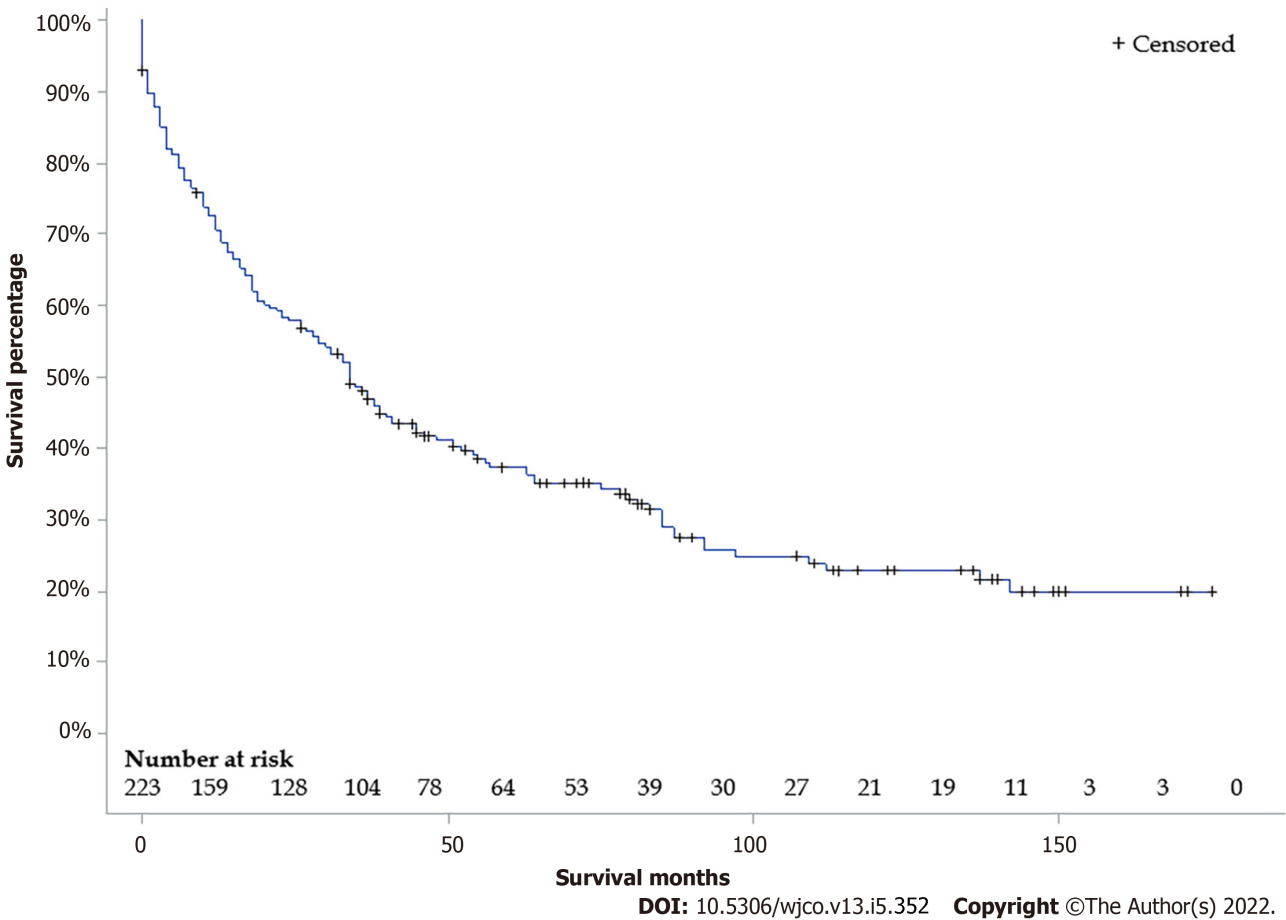 100%
+ Censored
90%
80%
70%
60%
50%
40%
30%
20%
10%
0%
Survival percentage
Number at risk
223 159 128 104 78 64 53 39 30 27 21 19 11 3 3 0
0 50 100 150
Survival months
DOI: 10.5306/wjco.v13.i5.352 Copyright ©The Author(s) 2022.